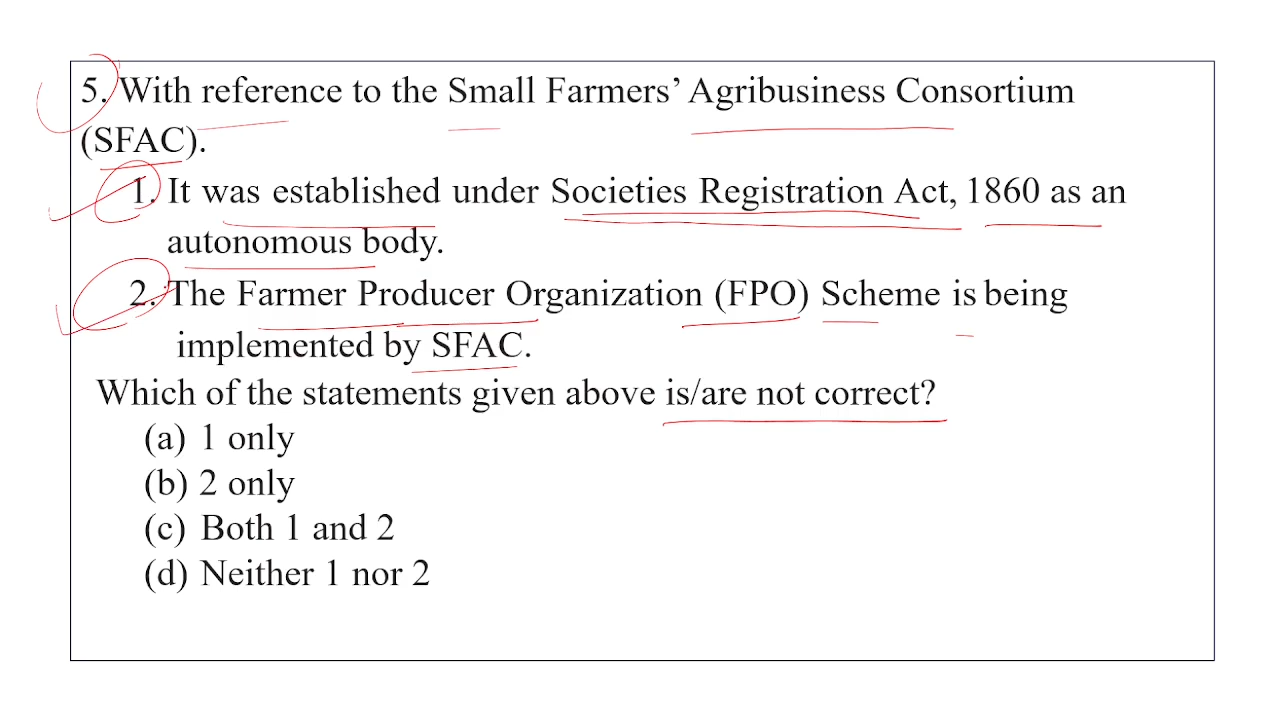 5. With reference to the Small Farmers’ Agribusiness Consortium
(SFAC).
1. It was established under Societies Registration Act, 1860 as an
autonomous body.
2. The Farmer Producer Organization (FPO) Scheme is being
implemented by SFAC.
Which of the statements given above is/are not correct?
(a) 1 only
(b) 2 only
(c) Both 1 and 2
(d) Neither 1 nor 2